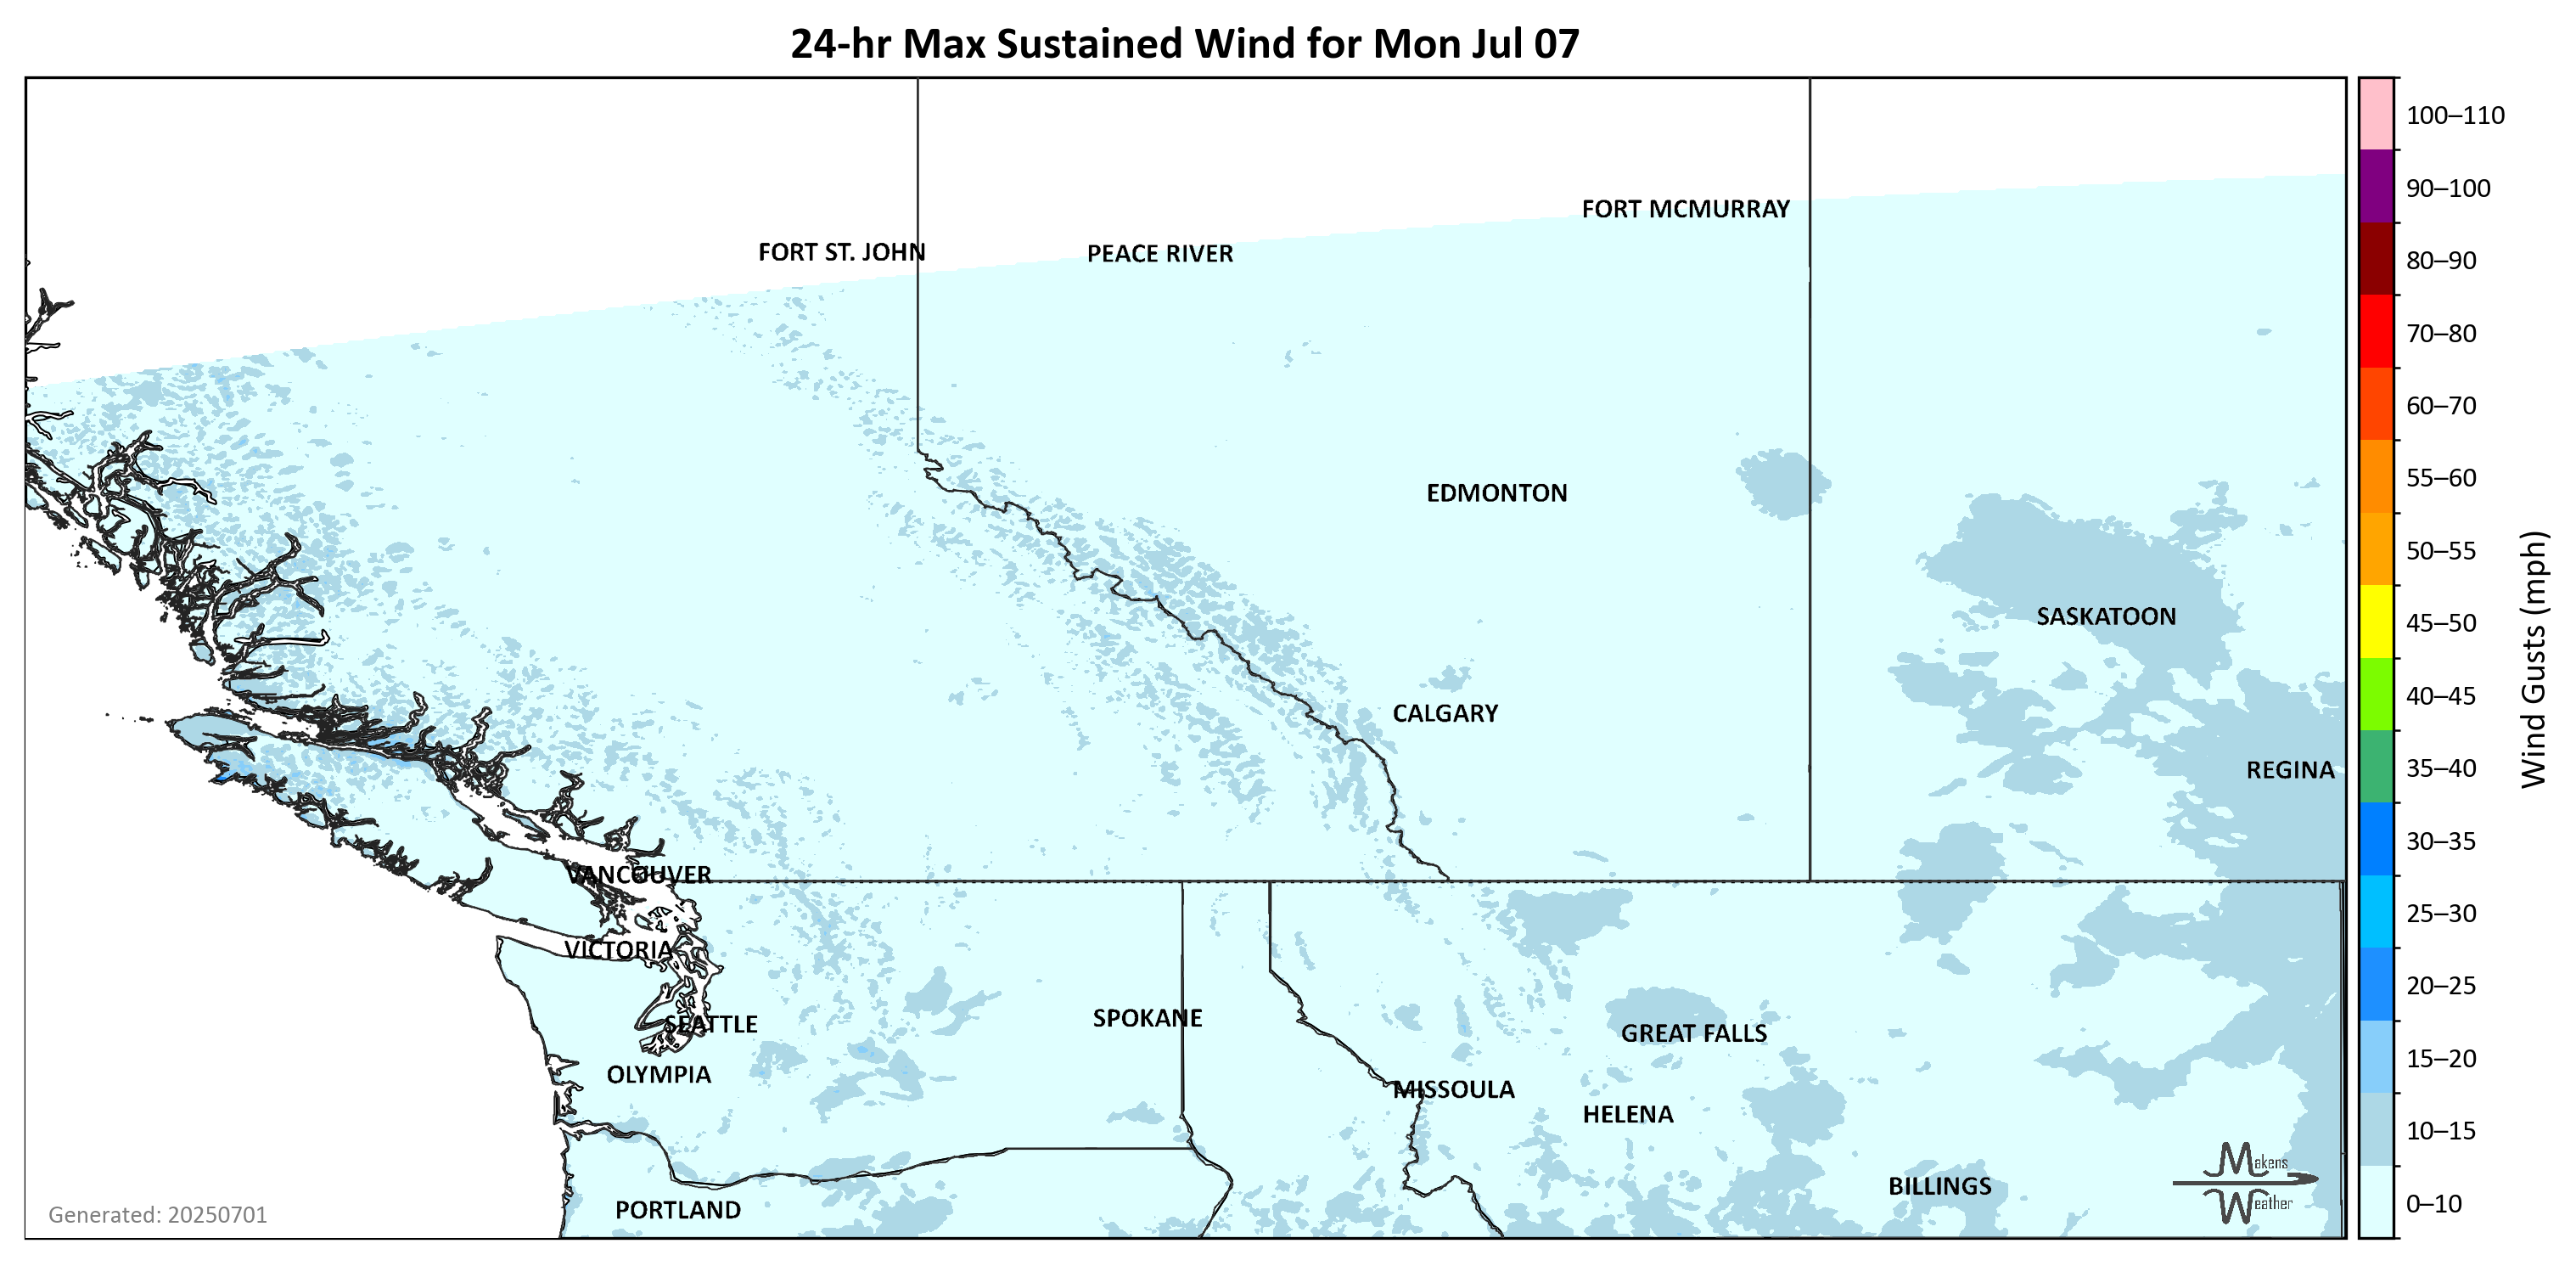 24-hr Max Sustained Wind for Mon Jul 07
100–110
90–100
80–90
70–80
60–70
55–60
50–55
45–50
40–45
35–40
30–35
25–30
20–25
15–20
10–15
0–10
Wind Gusts (mph)
FORT MCMURRAY
FORT ST. JOHN
PEACE RIVER
EDMONTON
SASKATOON
CALGARY
REGINA
VANCOUVER
VICTORIA
SEATTLE
SPOKANE
GREAT FALLS
OLYMPIA
MISSOULA
HELENA
BILLINGS
PORTLAND
Makens
Weather
Generated: 20250701